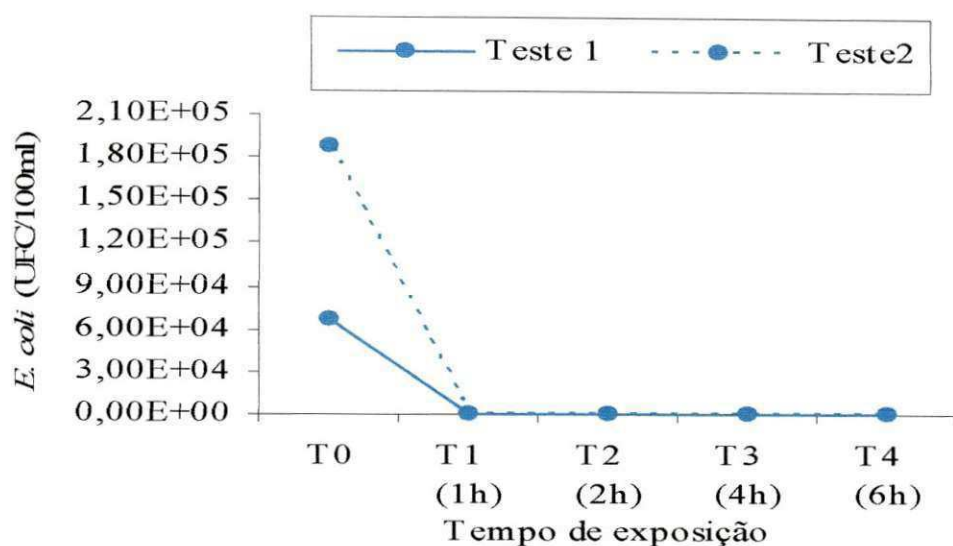 Teste 1 Teste2
E. coli (UFC/100ml)
2,10E+05
1,80E+05
1,50E+05
1,20E+05
9,00E+04
6,00E+04
3,00E+04
0,00E+00
T0 T1 T2 T3 T4
(1h) (2h) (4h) (6h)
Tempo de exposição